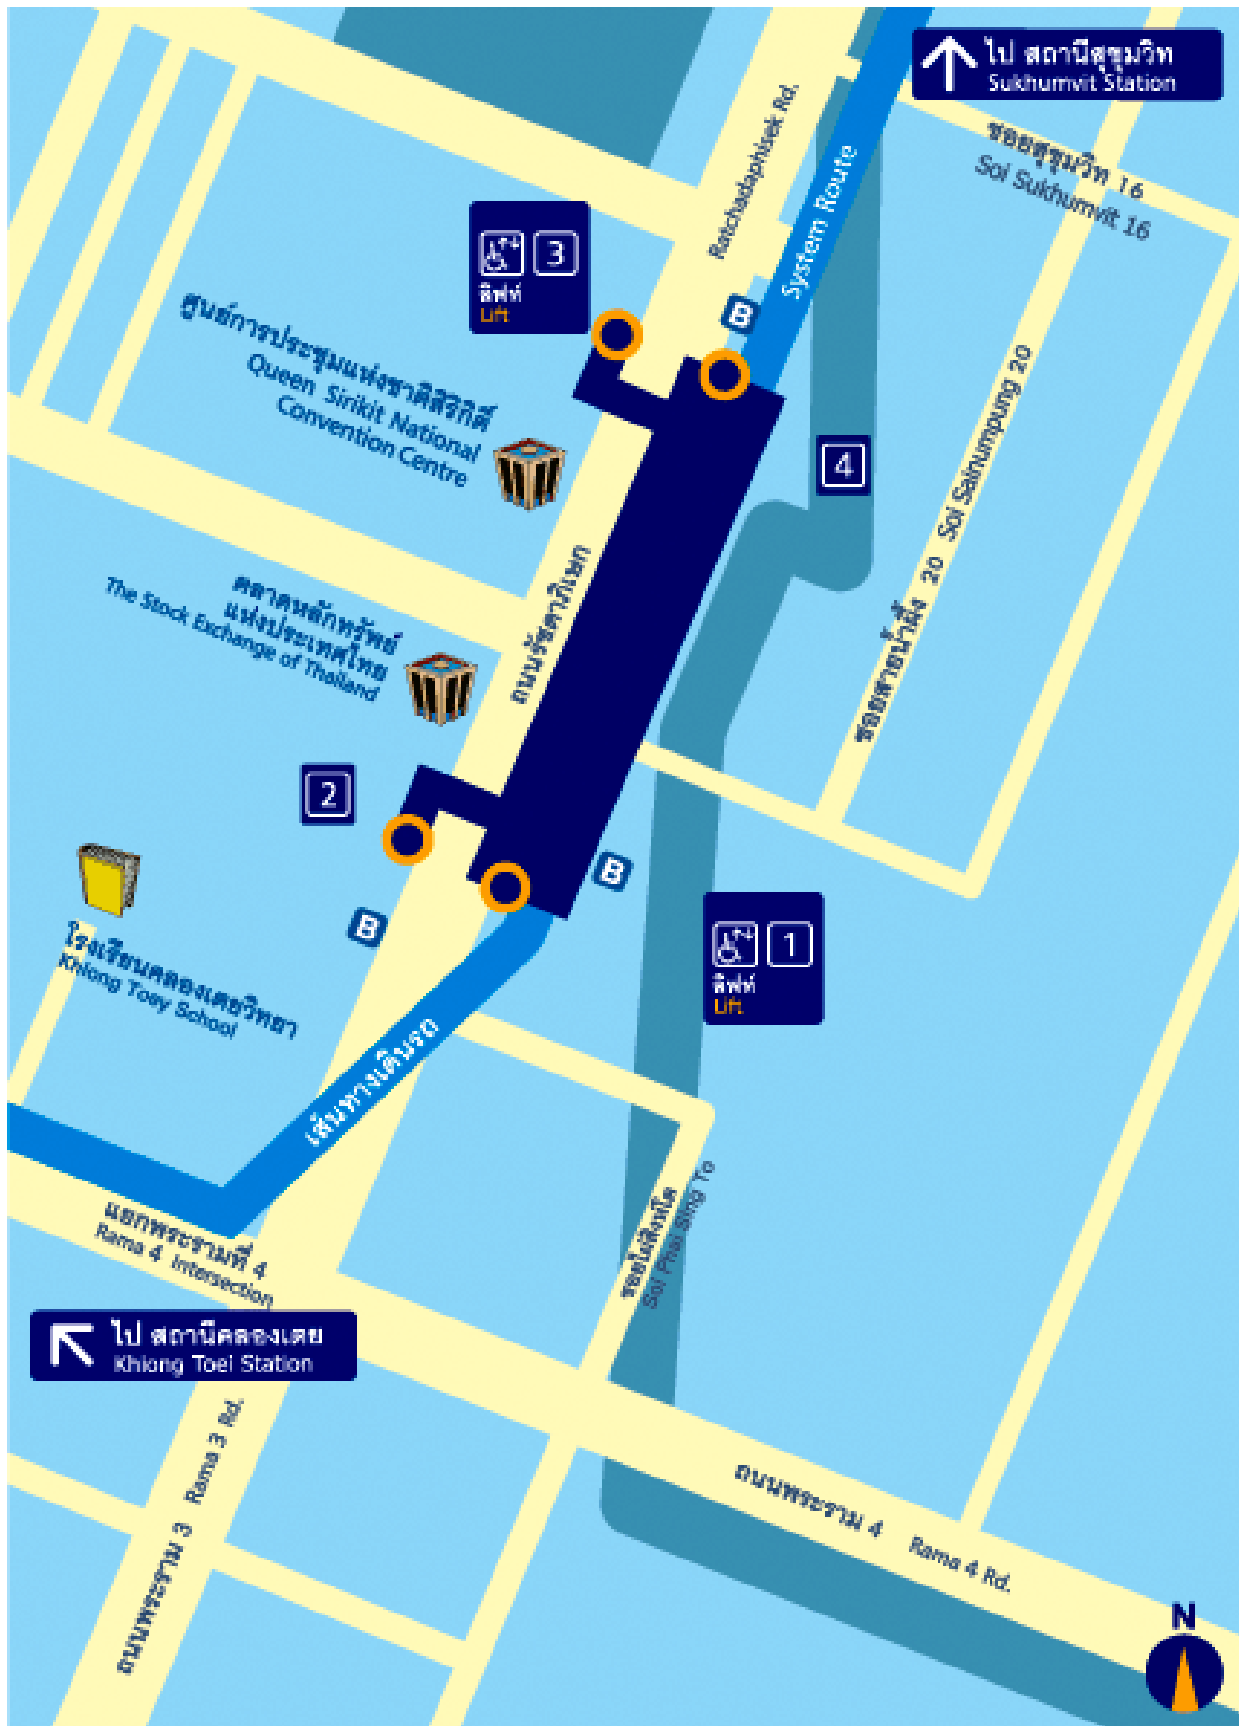 ไป สถานีสุขุมวิท
Sukhumvit Station
ซอยสุขุมวิท 16
Soi Sukhumvit 16
Ratchadaphisek Rd.
System Route
3
ลิฟท์
Lift
B
ศูนย์การประชุมแห่งชาติสิริกิติ์
Queen Sirikit National
Convention Centre
4
ซอยสายน้ำผึ้ง 20 Soi Sainumpung 20
ถนนรัชดาภิเษก
ตลาดหลักทรัพย์
แห่งประเทศไทย
The Stock Exchange of Thailand
2
B
B
1
ลิฟท์
Lift
โรงเรียนคลองเตยวิทยา
Khlong Toey School
เส้นทางเดินรถ
ซอยไผ่สิงห์โต
Soi Phai Sing To
แยกพระรามที่ 4
Rama 4 Intersection
ไป สถานีคลองเตย
Khlong Toei Station
ถนนพระราม 3 Rama 3 Rd.
ถนนพระราม 4 Rama 4 Rd.
N